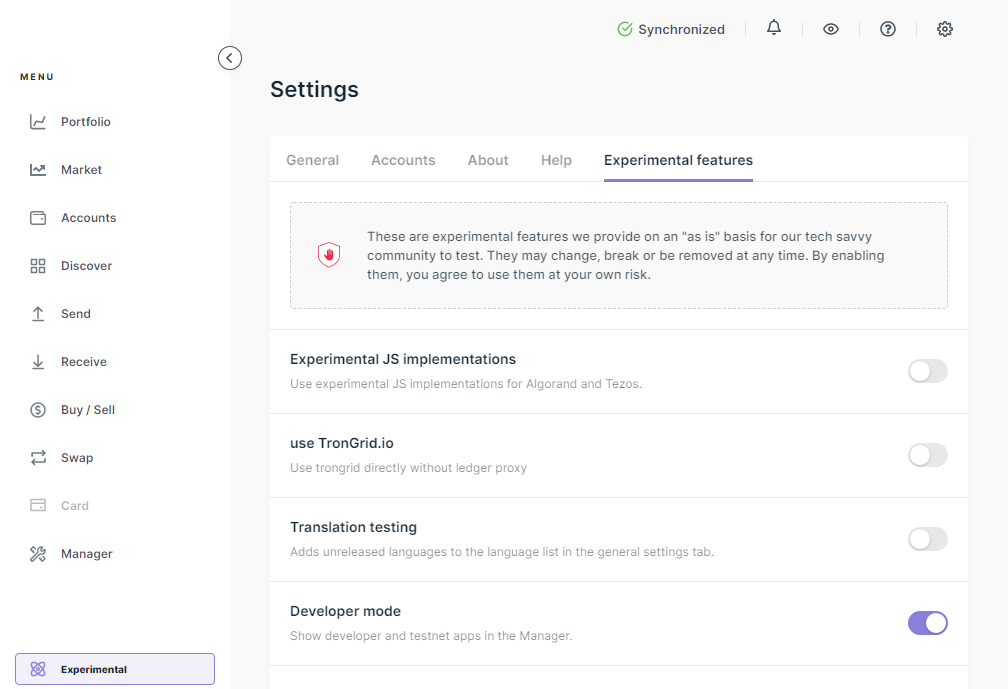 Synchronized
MENU
Settings
Portfolio
Market
Accounts
Discover
Send
Receive
Buy / Sell
Swap
Card
Manager
Experimental
General
Accounts
About
Help
Experimental features
These are experimental features we provide on an "as is" basis for our tech savvy
community to test. They may change, break or be removed at any time. By enabling
them, you agree to use them at your own risk.
Experimental JS implementations
Use experimental JS implementations for Algorand and Tezos.
use TronGrid.io
Use trongrid directly without ledger proxy
Translation testing
Adds unreleased languages to the language list in the general settings tab.
Developer mode
Show developer and testnet apps in the Manager.